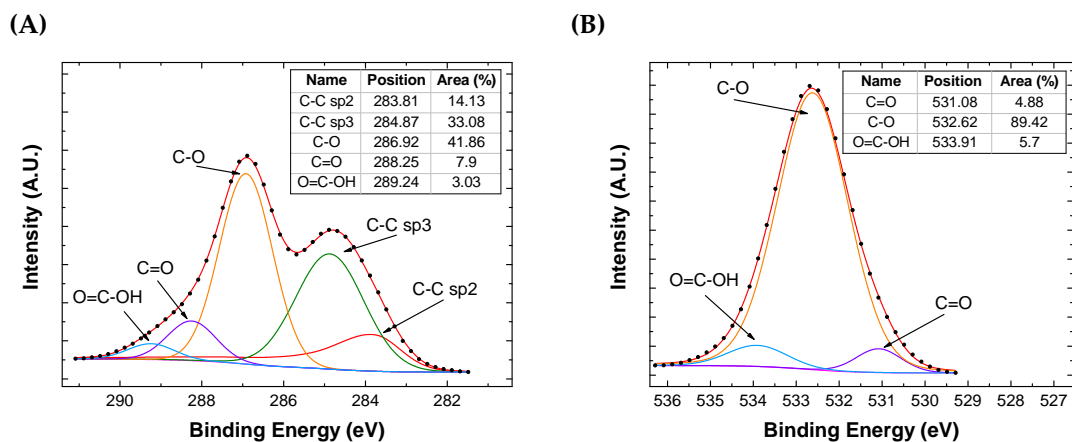 (A)
(B)
Name Position Area (%)
C-C sp2 283.81 14.13
C-C sp3 284.87 33.08
C-O 286.92 41.86
C=O 288.25 7.9
O=C-OH 289.24 3.03
C-O
C-C sp3
C=O
O=C-OH
C-C sp2
Intensity (A.U.)
290 288 286 284 282
Binding Energy (eV)
Name Position Area (%)
C=O 531.08 4.88
C-O 532.62 89.42
O=C-OH 533.91 5.7
C-O
O=C-OH
C=O
Intensity (A.U.)
536 535 534 533 532 531 530 529 528 527
Binding Energy (eV)